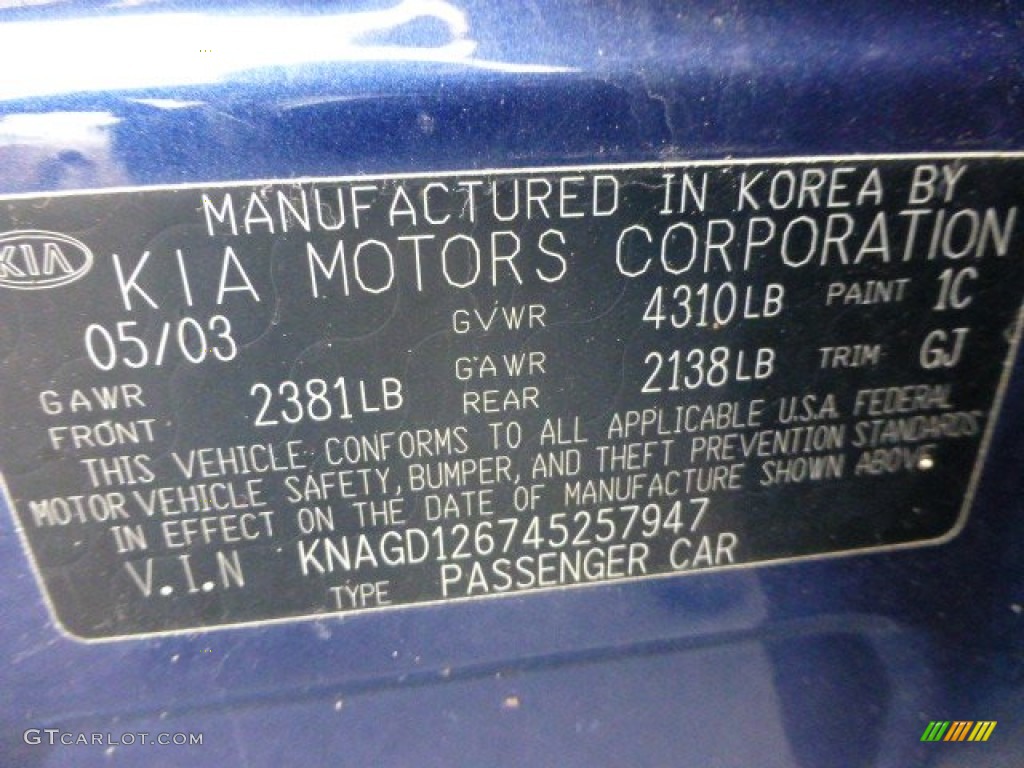 MANUFACTURED IN KOREA BY
KIA KIA MOTORS CORPORATION
05/03 GVWR 4310LB PAINT 1C
GAWR FRONT 2381LB GAWR REAR 2138LB TRIM GJ
THIS VEHICLE CONFORMS TO ALL APPLICABLE U.S.A. FEDERAL
MOTOR VEHICLE SAFETY, BUMPER, AND THEFT PREVENTION STANDARDS
IN EFFECT ON THE DATE OF MANUFACTURE SHOWN ABOVE
V.I.N KNAGD126745257947
TYPE PASSENGER CAR
GTCARLOT.COM